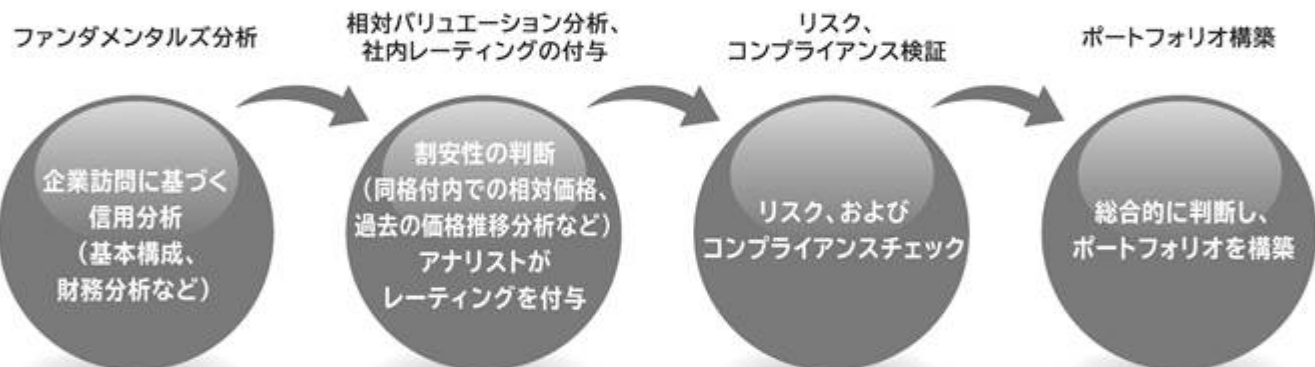 ファンダメンタルズ分析
相対バリュエーション分析、
社内レーティングの付与
リスク、
コンプライアンス検証
ポートフォリオ構築
企業訪問に基づく
信用分析
（基本構成、
財務分析など）
割安性の判断
（同格付内での相対価格、
過去の価格推移分析など）
アナリストが
レーティングを付与
リスク、および
コンプライアンスチェック
総合的に判断し、
ポートフォリオを構築